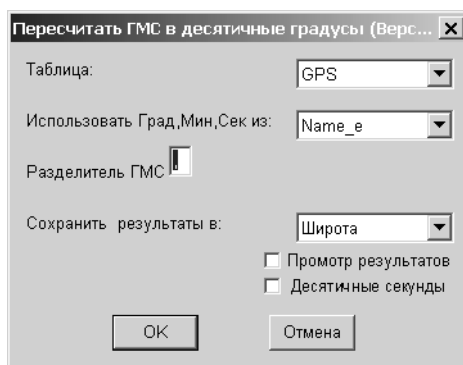 Пересчитать ГМС в десятичные градусы (Верс...
Таблица:
GPS
Использовать Град,Мин,Сек из:
Name_e
Разделитель ГМС
Сохранить результаты в:
Широта
Промотр результатов
Десятичные секунды
OK
Отмена